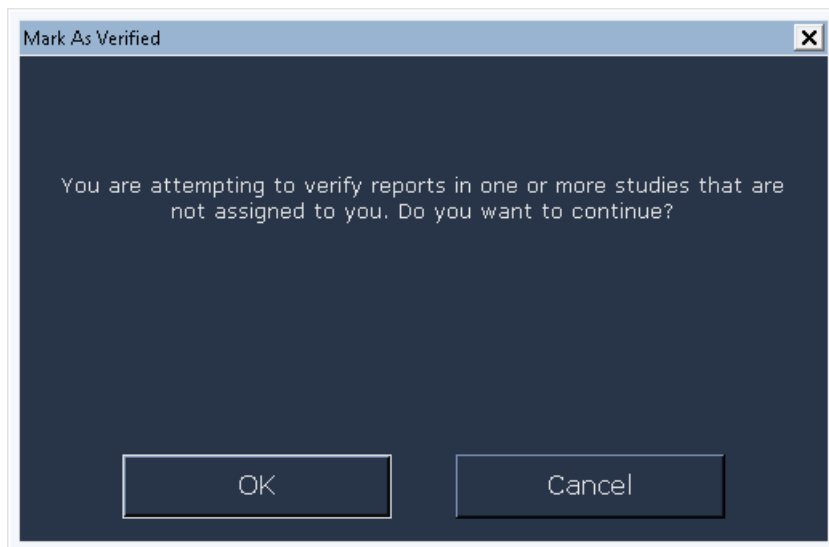 Mark As Verified
You are attempting to verify reports in one or more studies that are
not assigned to you. Do you want to continue?
OK
Cancel